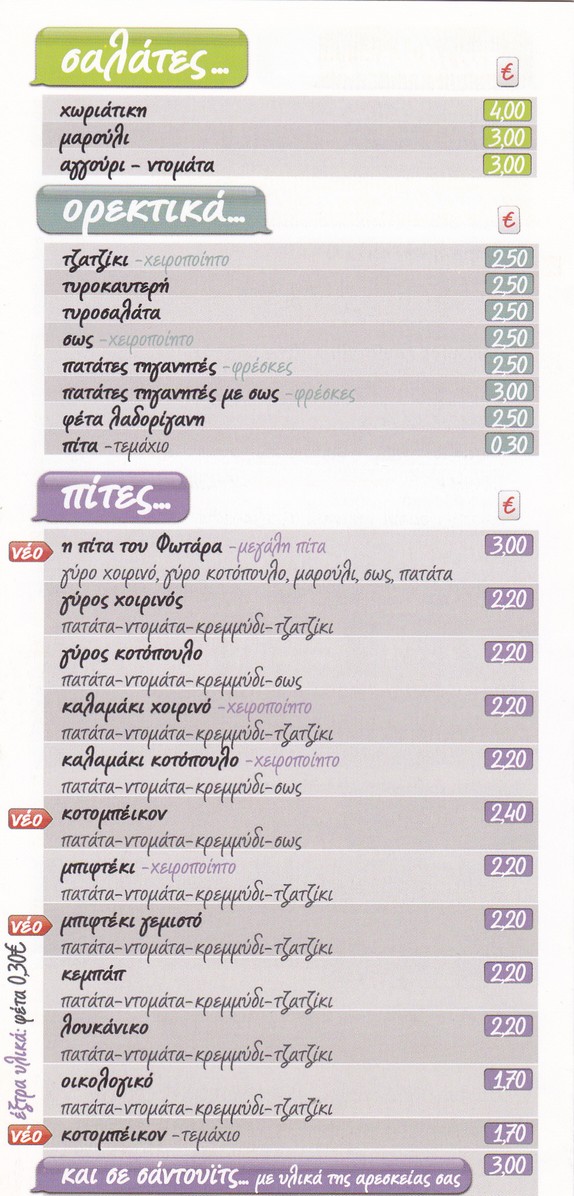 σαλάτες...
€
χωριάτικη 4,00
μαρούλι 3,00
αγγούρι - ντομάτα 3,00
ορεκτικά...
€
τζατζίκι -χειροποίητο 2,50
τυροκαυτερή 2,50
τυροσαλάτα 2,50
σως -χειροποίητο 2,50
πατάτες τηγανητές -φρέσκες 2,50
πατάτες τηγανητές με σως -φρέσκες 3,00
φέτα λαδορίγανη 2,50
πίτα -τεμάχιο 0,30
πίτες...
€
νέο η πίτα του Φωτάρα -μεγάλη πίτα 3,00
γύρο χοιρινό, γύρο κοτόπουλο, μαρούλι, σως, πατάτα
γύρος χοιρινός 2,20
πατάτα-ντομάτα-κρεμμύδι-τζατζίκι
γύρος κοτόπουλο 2,20
πατάτα-ντομάτα-κρεμμύδι-σως
καλαμάκι χοιρινό -χειροποίητο 2,20
πατάτα-ντομάτα-κρεμμύδι-τζατζίκι
καλαμάκι κοτόπουλο -χειροποίητο 2,20
πατάτα-ντομάτα-κρεμμύδι-σως
νέο κοτομπέικον 2,40
πατάτα-ντομάτα-κρεμμύδι-σως
μπιφτέκι -χειροποίητο 2,20
πατάτα-ντομάτα-κρεμμύδι-τζατζίκι
νέο μπιφτέκι γεμιστό 2,20
πατάτα-ντομάτα-κρεμμύδι-τζατζίκι
κεμπάπ 2,20
πατάτα-ντομάτα-κρεμμύδι-τζατζίκι
λουκάνικο 2,20
πατάτα-ντομάτα-κρεμμύδι-τζατζίκι
οικολογικό 1,70
πατάτα-ντομάτα-κρεμμύδι-τζατζίκι
νέο κοτομπέικον -τεμάχιο 1,70
και σε σάντουϊτς... με υλικά της αρεσκείας σας 3,00
έξτρα υλικά: φέτα 0,30€